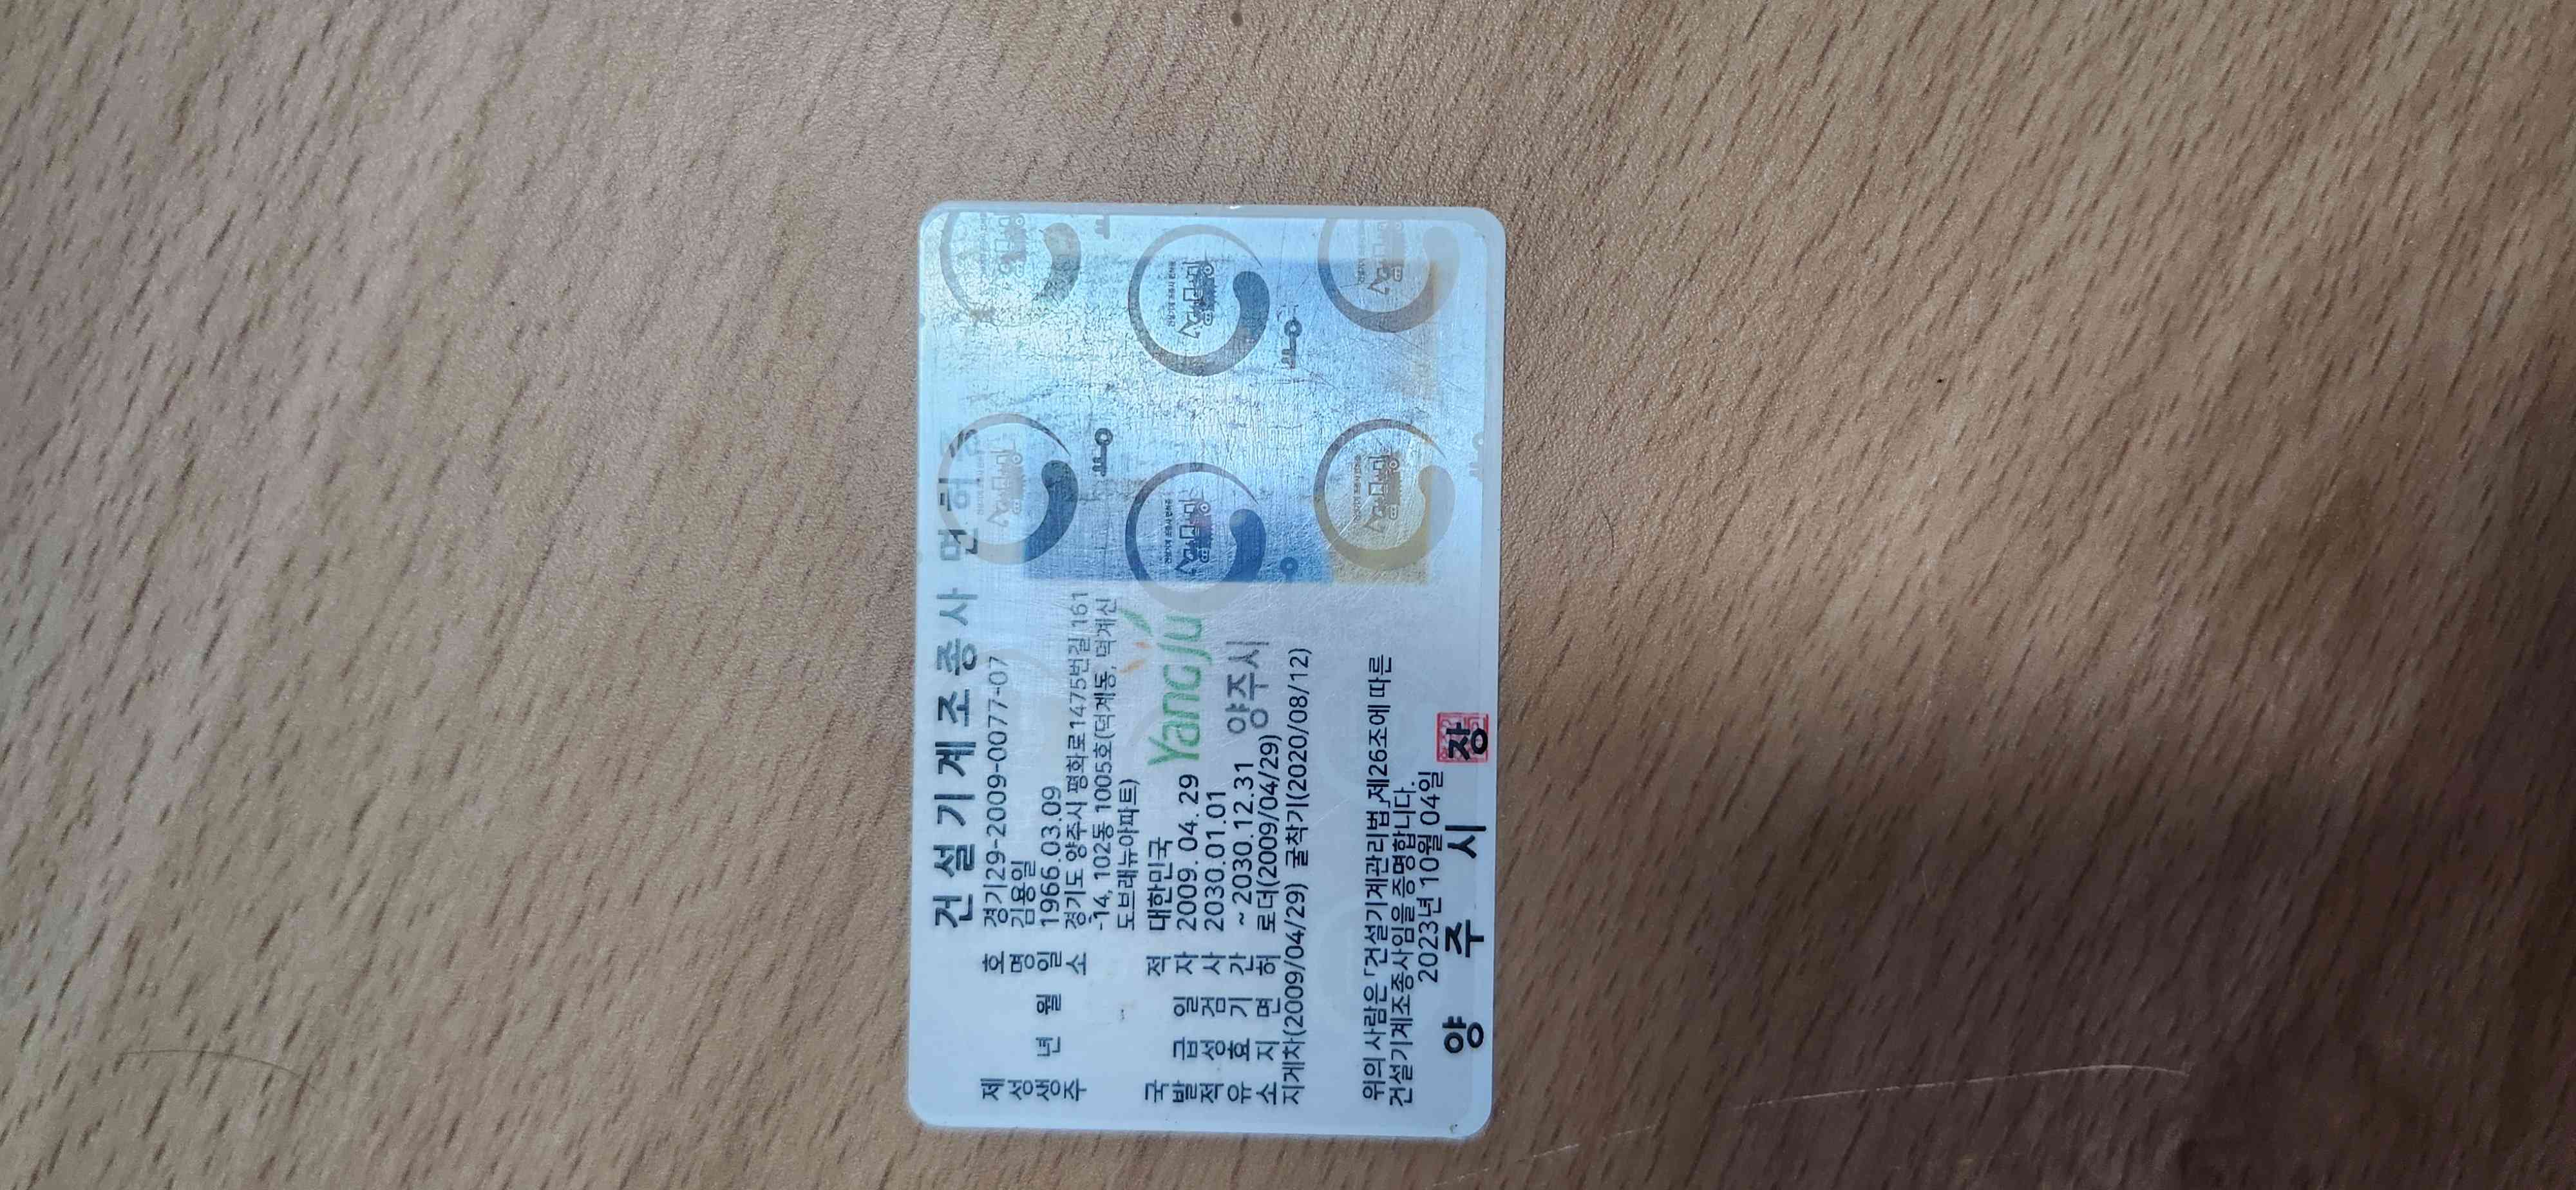 건설기계조종사 면허증
제 호 경기29-2009-0077-07
성 명 김용일
생 년 월 일 1966.03.09
주 소 경기도 양주시 평화로1475번길 161
-14, 102동 1005호(덕계동, 덕계신
도브래뉴아파트)
국 적 대한민국
발 급 일 자 2009. 04. 29
적 성 검 사 2030.01.01
유 효 기 간 ~ 2030.12.31
소 지 면 허 로더(2009/04/29)
지게차(2009/04/29) 굴착기(2020/08/12)
Yangju
양주시
위의 사람은 「건설기계관리법」제26조에 따른
건설기계조종사임을 증명합니다.
2023년 10월 04일
양 주 시 장